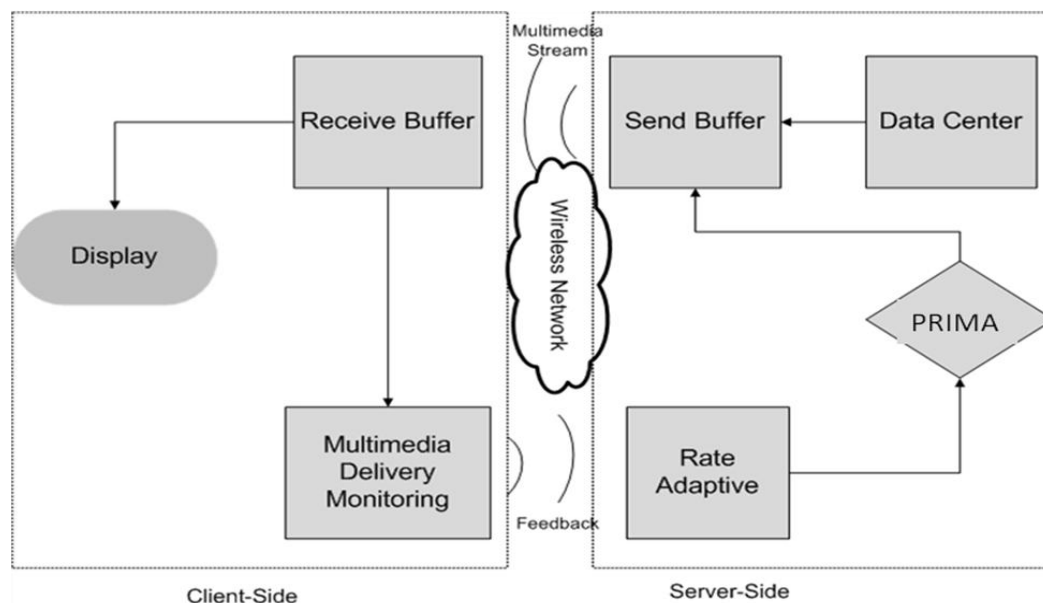 Multimedia
Stream
Receive Buffer
Send Buffer
Data Center
Display
Wireless Network
PRIMA
Multimedia
Delivery
Monitoring
Rate
Adaptive
Feedback
Client-Side
Server-Side